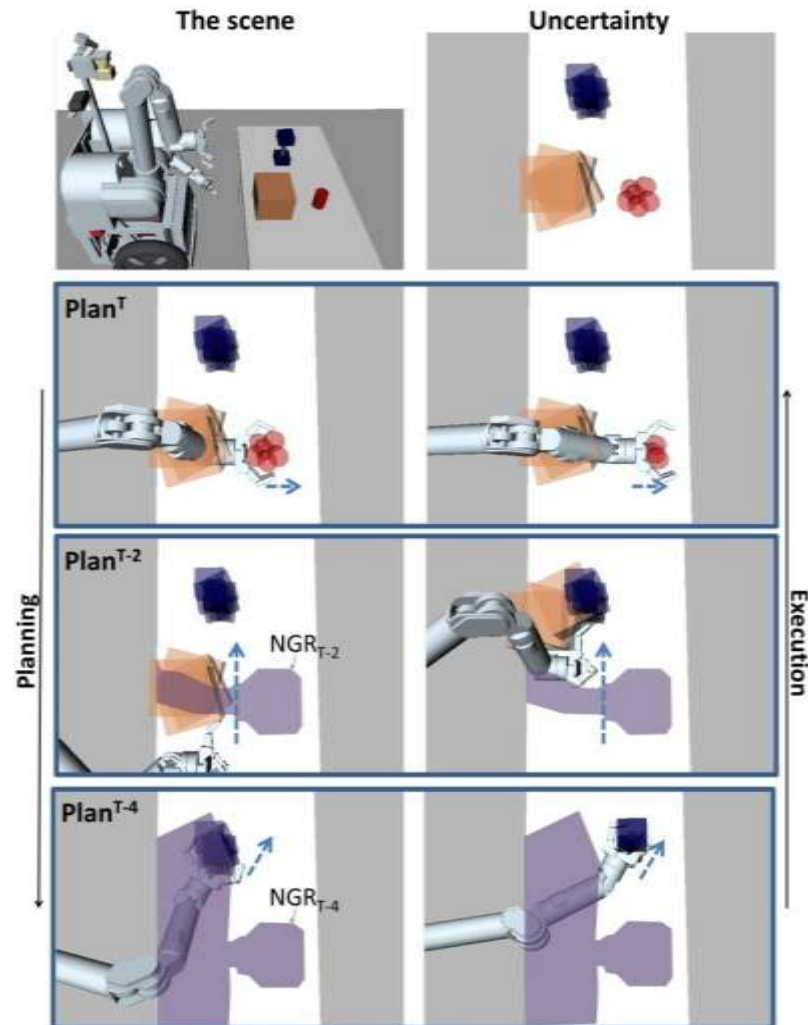 The scene
Uncertainty
Plan^T
Plan^T-2
NGR_T-2
Planning
Execution
Plan^T-4
NGR_T-4